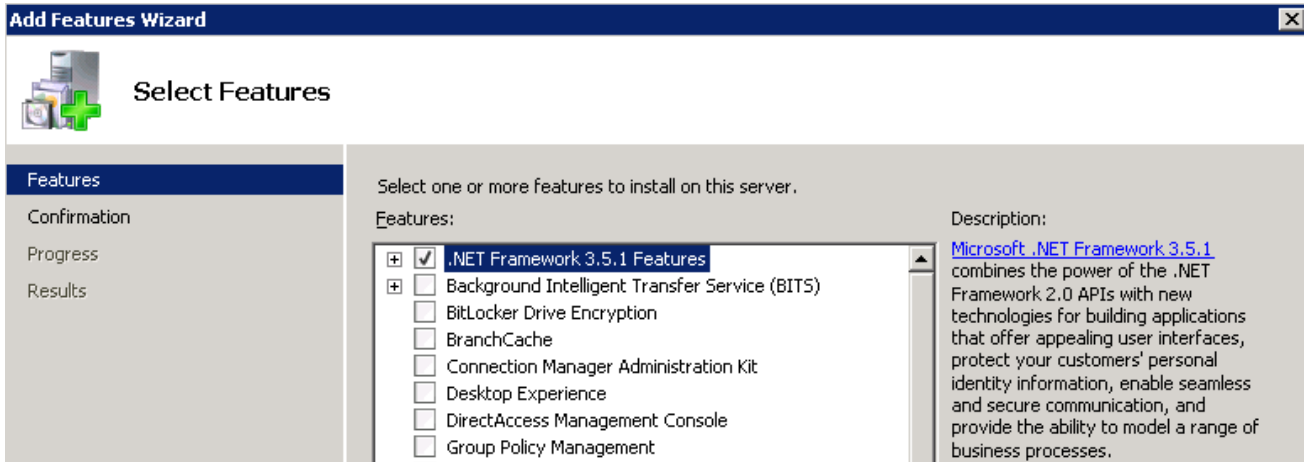 Add Features Wizard
Select Features
Features
Confirmation
Progress
Results
Select one or more features to install on this server.
Features:
.NET Framework 3.5.1 Features
Background Intelligent Transfer Service (BITS)
BitLocker Drive Encryption
BranchCache
Connection Manager Administration Kit
Desktop Experience
DirectAccess Management Console
Group Policy Management
Description:
Microsoft .NET Framework 3.5.1
combines the power of the .NET
Framework 2.0 APIs with new
technologies for building applications
that offer appealing user interfaces,
protect your customers' personal
identity information, enable seamless
and secure communication, and
provide the ability to model a range of
business processes.